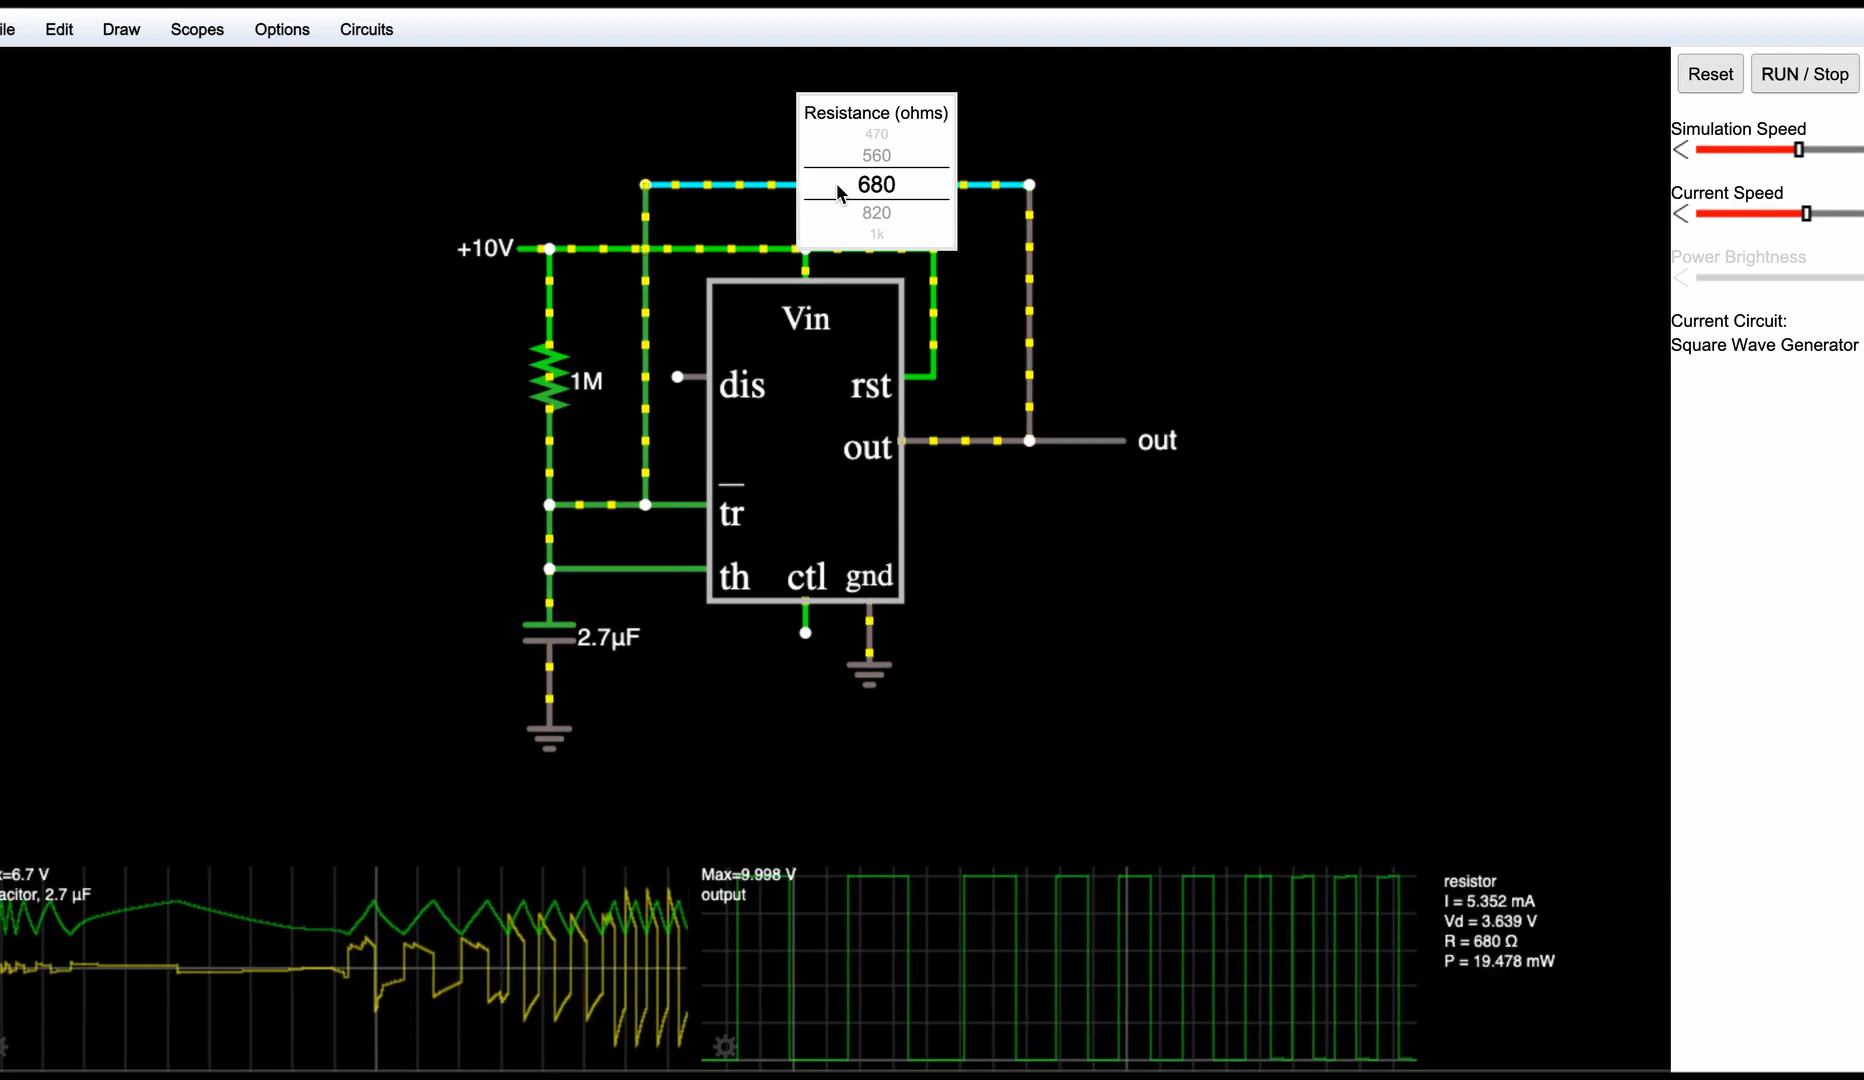 ile Edit Draw Scopes Options Circuits
Reset RUN / Stop
Simulation Speed
Current Speed
Power Brightness
Current Circuit:
Square Wave Generator
Resistance (ohms)
470
560
680
820
1k
+10V
Vin
1M
dis rst
out
out
tr
th ctl gnd
2.7µF
x=6.7 V
acitor, 2.7 µF
Max=9.998 V
output
resistor
I = 5.352 mA
Vd = 3.639 V
R = 680 Ω
P = 19.478 mW